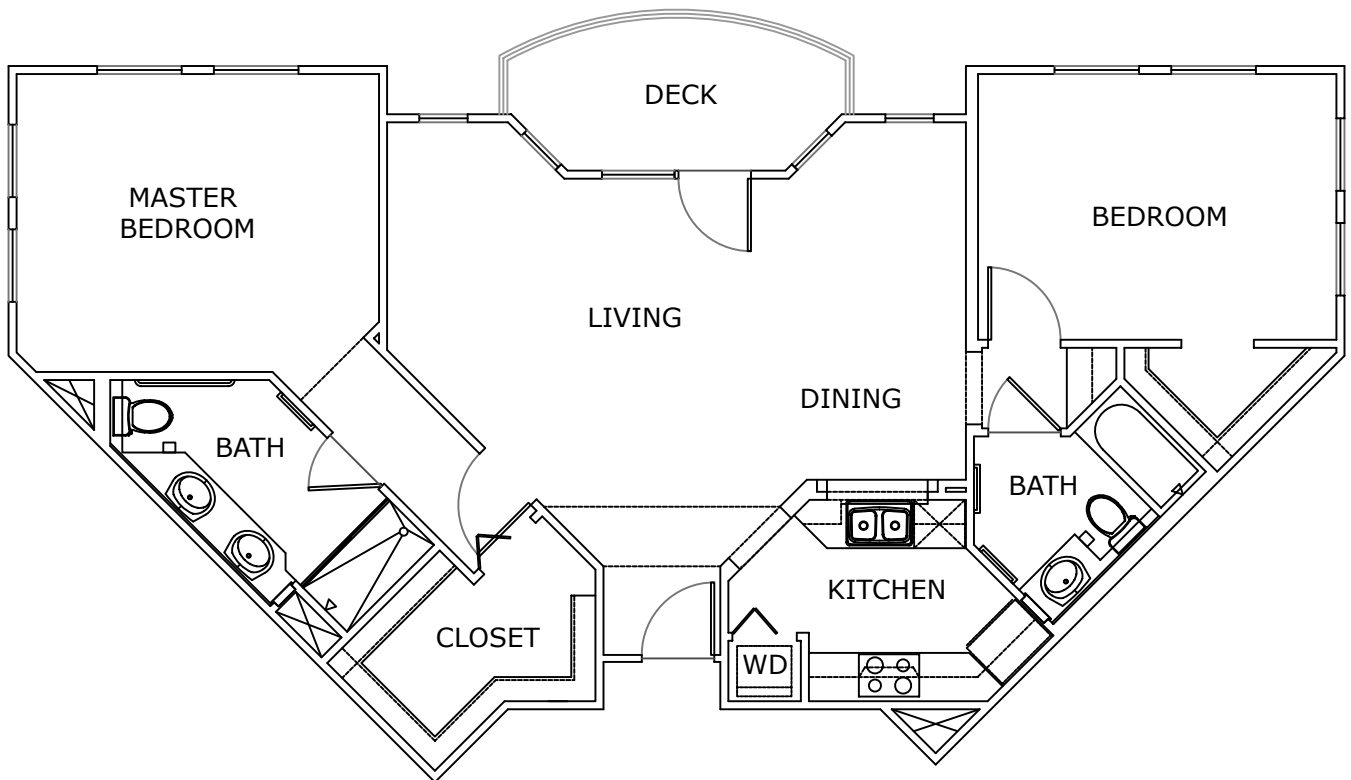 DECK
MASTER
BEDROOM
BEDROOM
LIVING
DINING
BATH
BATH
KITCHEN
CLOSET
WD